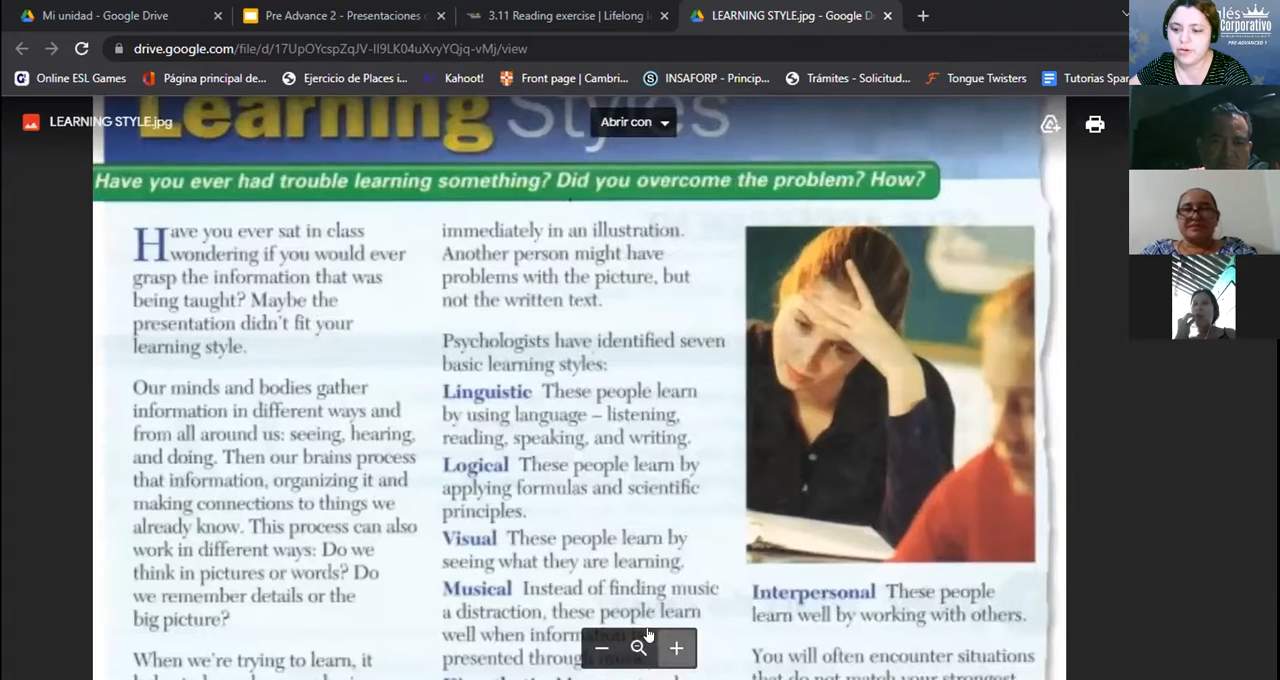 Mi unidad - Google Drive
Pre Advance 2 - Presentaciones
3.11 Reading exercise | Lifelong
LEARNING STYLE.jpg - Google D
drive.google.com/file/d/17UpOYcspZqJV-Il9LK04uXvyYQjq-vMj/view
Online ESL Games
Página principal de...
Ejercicio de Places i...
Kahoot!
Front page | Cambri...
INSAFORP - Princip...
Trámites - Solicitud...
Tongue Twisters
Tutorias Spar
Corporativo
PRE-ADVANCED
LEARNING STYLE.jpg
Abrir con
Learning Styles
Have you ever had trouble learning something? Did you overcome the problem? How?
Have you ever sat in class
wondering if you would ever
grasp the information that was
being taught? Maybe the
presentation didn't fit your
learning style.
Our minds and bodies gather
information in different ways and
from all around us: seeing, hearing,
and doing. Then our brains process
that information, organizing it and
making connections to things we
already know. This process can also
work in different ways: Do we
think in pictures or words? Do
we remember details or the
big picture?
When we're trying to learn, it
immediately in an illustration.
Another person might have
problems with the picture, but
not the written text.
Psychologists have identified seven
basic learning styles:
Linguistic These people learn
by using language – listening,
reading, speaking, and writing.
Logical These people learn by
applying formulas and scientific
principles.
Visual These people learn by
seeing what they are learning.
Musical Instead of finding music
a distraction, these people learn
well when
presented through
Interpersonal These people
learn well by working with others.
You will often encounter situations
that do not match your strongest